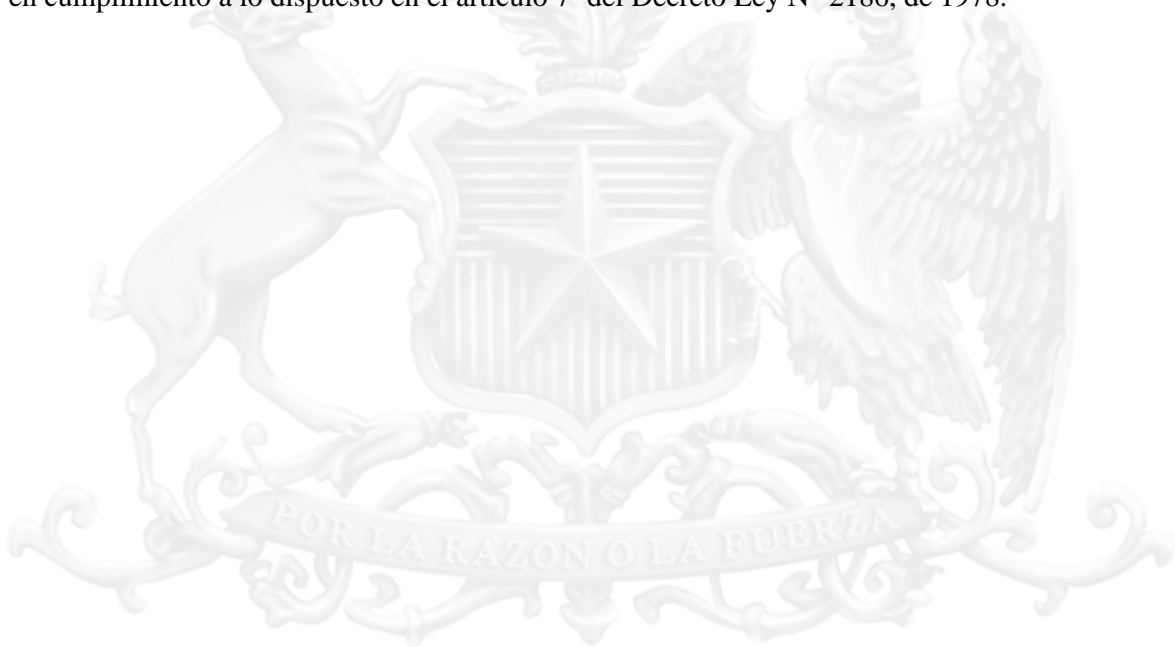 en cumplimiento a lo dispuesto en el artículo 7° del Decreto Ley N° 2186, de 1978.
POR LA RAZON O LA FUERZA